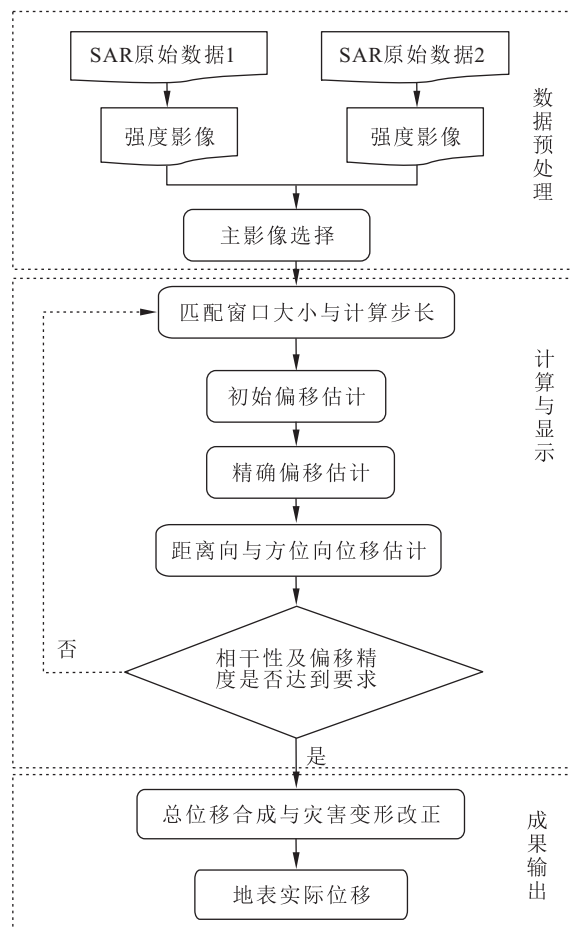 SAR原始数据1
SAR原始数据2
强度影像
强度影像
数据预处理
主影像选择
匹配窗口大小与计算步长
初始偏移估计
计算与显示
精确偏移估计
距离向与方位向位移估计
否
相干性及偏移精
度是否达到要求
是
总位移合成与灾害变形改正
成果输出
地表实际位移